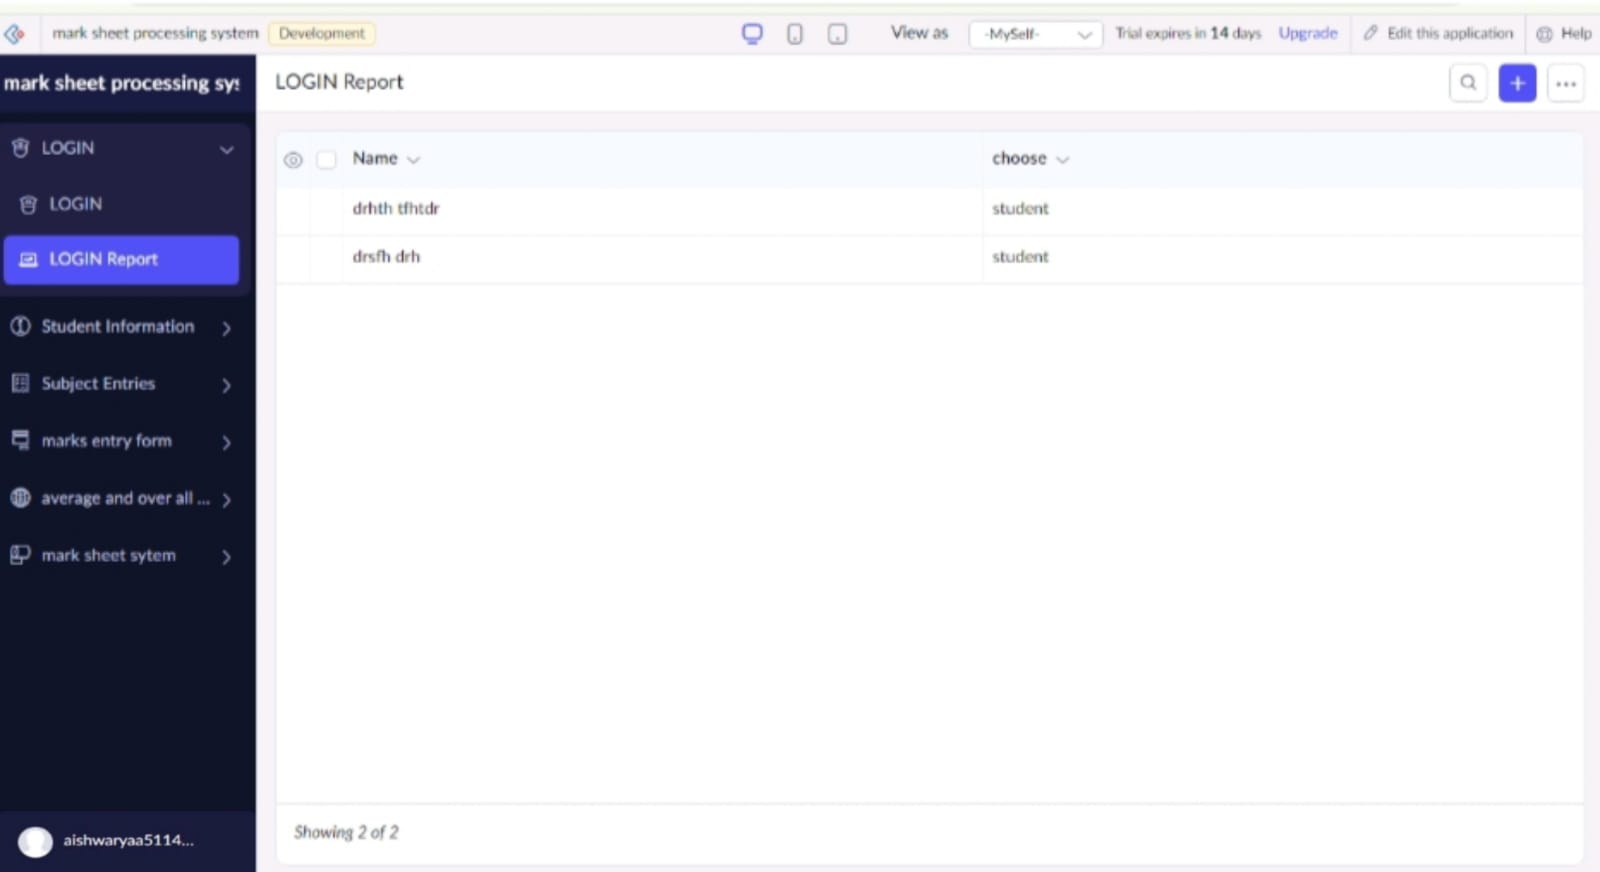 mark sheet processing system Development View as -MySelf- Trial expires in 14 days Upgrade Edit this application Help
mark sheet processing sys
LOGIN Report
LOGIN
LOGIN
LOGIN Report
Student Information
Subject Entries
marks entry form
average and over all ...
mark sheet sytem
aishwaryaa5114...
Name choose
drhth tfhtdr student
drsfh drh student
Showing 2 of 2